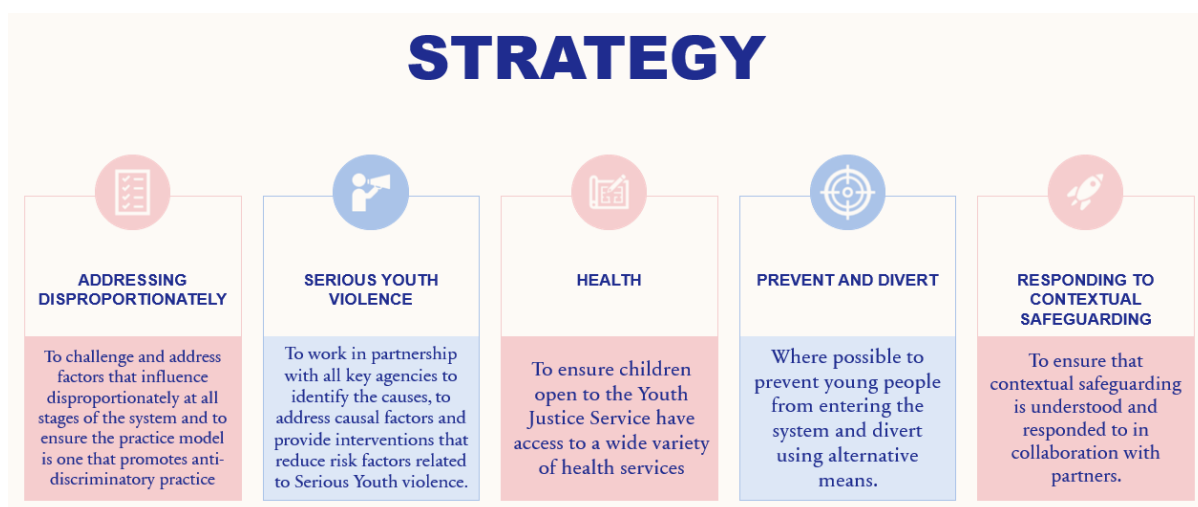 STRATEGY
ADDRESSING
DISPROPORTIONATELY
To challenge and address
factors that influence
disproportionately at all
stages of the system and to
ensure the practice model
is one that promotes anti-
discriminatory practice
SERIOUS YOUTH
VIOLENCE
To work in partnership
with all key agencies to
identify the causes, to
address causal factors and
provide interventions that
reduce risk factors related
to Serious Youth violence.
HEALTH
To ensure children
open to the Youth
Justice Service have
access to a wide variety
of health services
PREVENT AND DIVERT
Where possible to
prevent young people
from entering the
system and divert
using alternative
means.
RESPONDING TO
CONTEXTUAL
SAFEGUARDING
To ensure that
contextual safeguarding
is understood and
responded to in
collaboration with
partners.